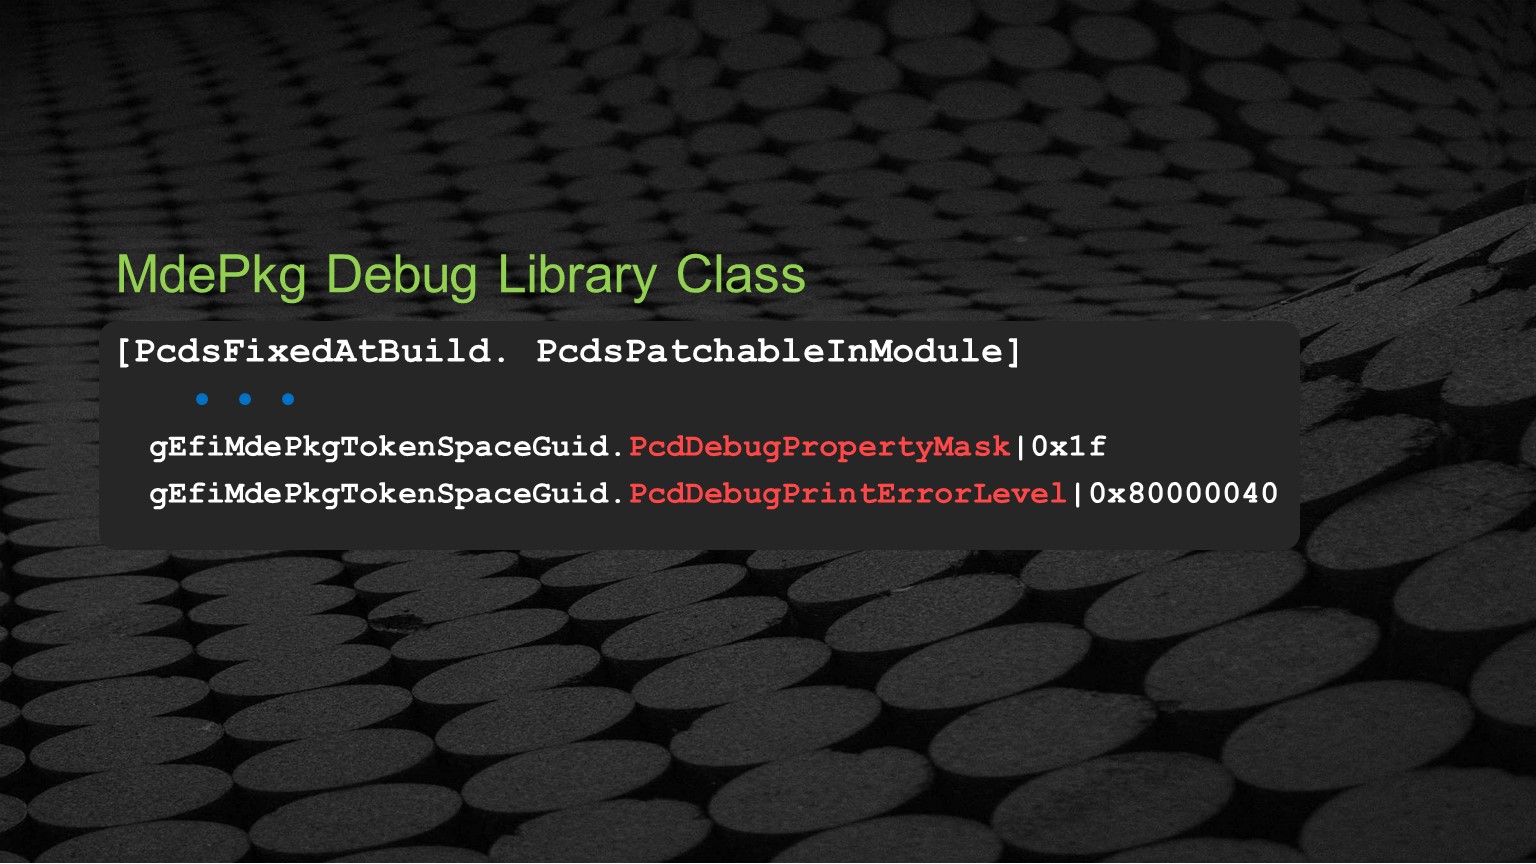 MdePkg Debug Library Class
[PcdsFixedAtBuild. PcdsPatchableInModule]
• • •
gEfiMdePkgTokenSpaceGuid.PcdDebugPropertyMask|0x1f
gEfiMdePkgTokenSpaceGuid.PcdDebugPrintErrorLevel|0x80000040